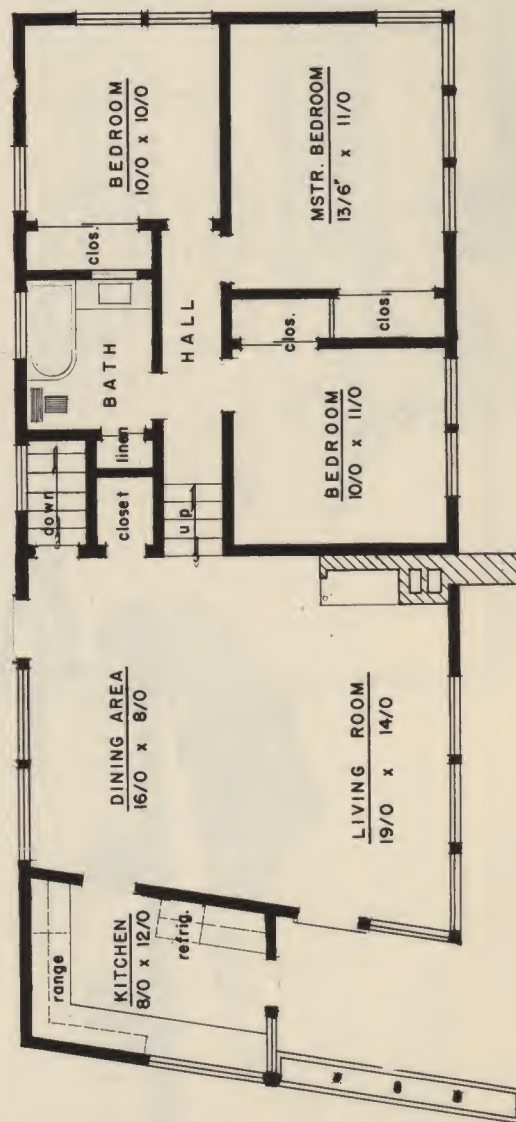 BEDROOM
10/0 x 10/0
MSTR. BEDROOM
13/6" x 11/0
clos.
clos.
clos.
HALL
BATH
linen
BEDROOM
10/0 x 11/0
down
closet
up
DINING AREA
16/0 x 8/0
LIVING ROOM
19/0 x 14/0
range
KITCHEN
8/0 x 12/0
refrig.